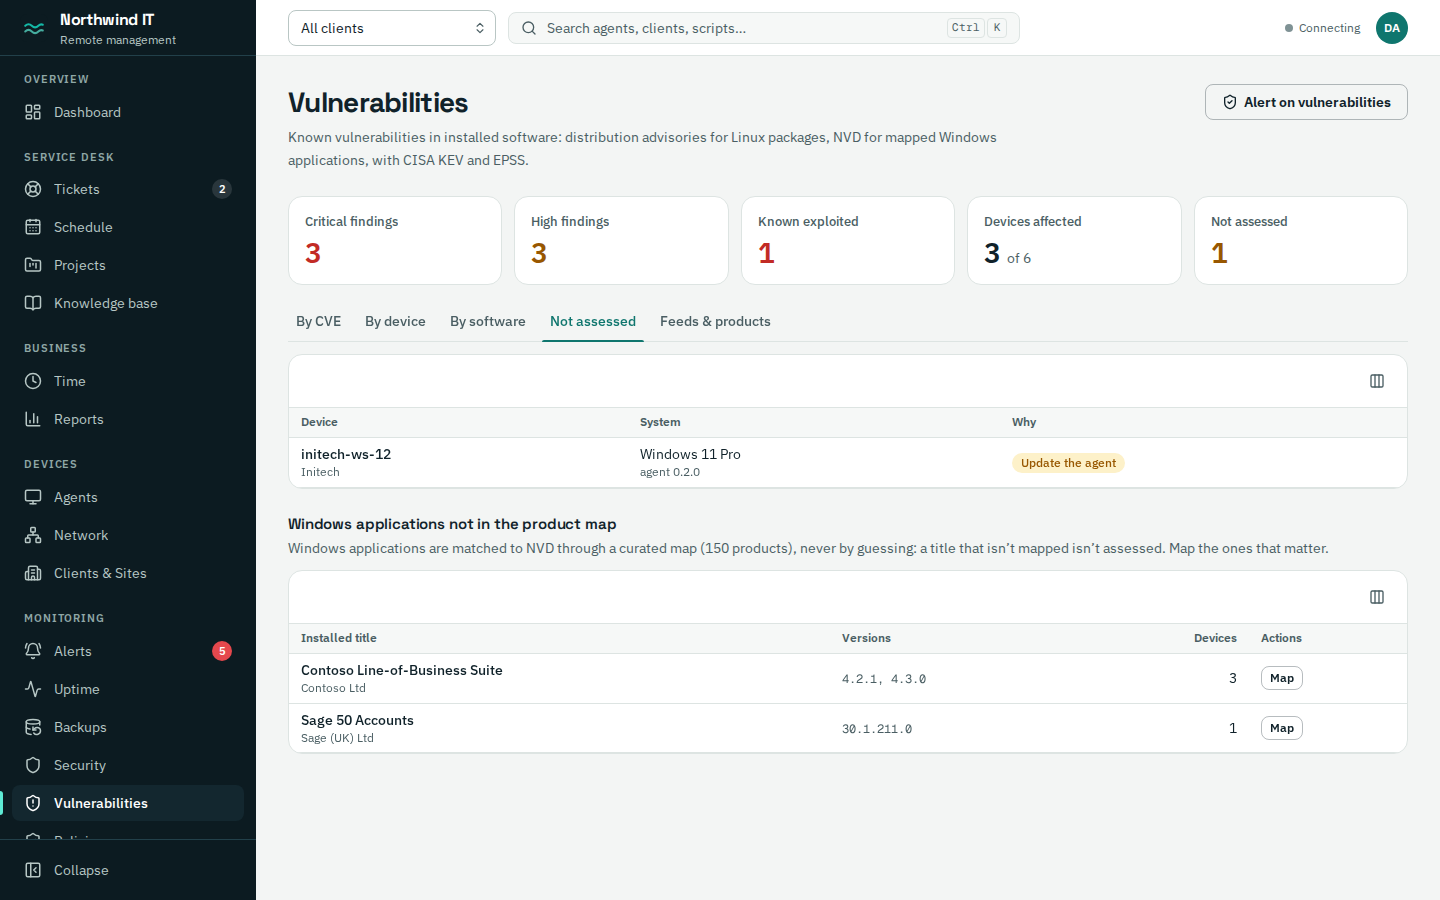 Northwind IT
Remote management
OVERVIEW
Dashboard
SERVICE DESK
Tickets 2
Schedule
Projects
Knowledge base
BUSINESS
Time
Reports
DEVICES
Agents
Network
Clients & Sites
MONITORING
Alerts 5
Uptime
Backups
Security
Vulnerabilities
Collapse
All clients
Search agents, clients, scripts... Ctrl K
Connecting DA
Vulnerabilities
Alert on vulnerabilities
Known vulnerabilities in installed software: distribution advisories for Linux packages, NVD for mapped Windows
applications, with CISA KEV and EPSS.
Critical findings
3
High findings
3
Known exploited
1
Devices affected
3 of 6
Not assessed
1
By CVE By device By software Not assessed Feeds & products
Device System Why
initech-ws-12 Windows 11 Pro Update the agent
Initech agent 0.2.0
Windows applications not in the product map
Windows applications are matched to NVD through a curated map (150 products), never by guessing: a title that isn’t mapped isn’t assessed. Map the ones that matter.
Installed title Versions Devices Actions
Contoso Line-of-Business Suite 4.2.1, 4.3.0 3 Map
Contoso Ltd
Sage 50 Accounts 30.1.211.0 1 Map
Sage (UK) Ltd